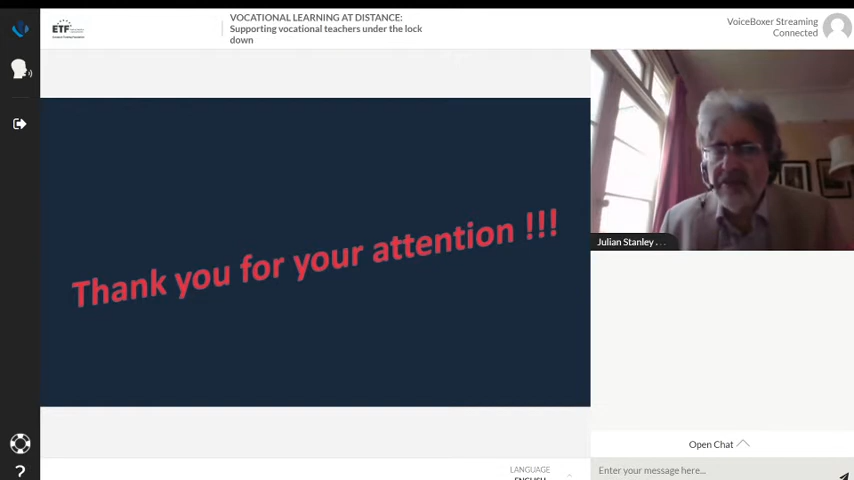 ETF
VOCATIONAL LEARNING AT DISTANCE:
Supporting vocational teachers under the lock
down
VoiceBoxer Streaming
Connected
Thank you for your attention !!!
Julian Stanley ...
Open Chat
Enter your message here...
LANGUAGE
ENGLISH
?